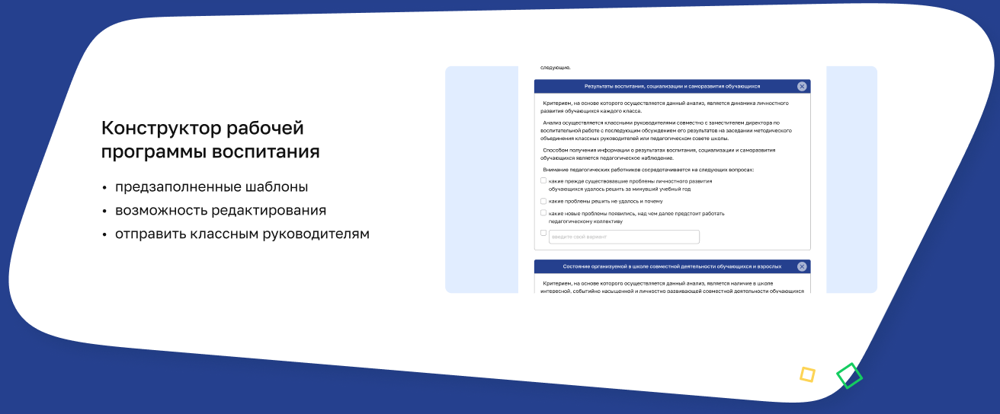 Конструктор рабочей
программы воспитания
• предзаполненные шаблоны
• возможность редактирования
• отправить классным руководителям
следующие.
Результаты воспитания, социализации и саморазвития обучающихся
Критерием, на основе которого осуществляется данный анализ, является динамика личностного
развития обучающихся каждого класса.
Анализ осуществляется классными руководителями совместно с заместителем директора по
воспитательной работе с последующим обсуждением его результатов на заседании методического
объединения классных руководителей или педагогическом совете школы.
Способом получения информации о результатах воспитания, социализации и саморазвития
обучающихся является педагогическое наблюдение.
Внимание педагогических работников сосредотачивается на следующих вопросах:
какие прежде существовавшие проблемы личностного развития
обучающихся удалось решить за минувший учебный год
какие проблемы решить не удалось и почему
какие новые проблемы появились, над чем далее предстоит работать
педагогическому коллективу
введите свой вариант
Состояние организуемой в школе совместной деятельности обучающихся и взрослых
Критерием, на основе которого осуществляется данный анализ, является наличие в школе
интересной, событийно насыщенной и личностно развивающей совместной деятельности обучающихся